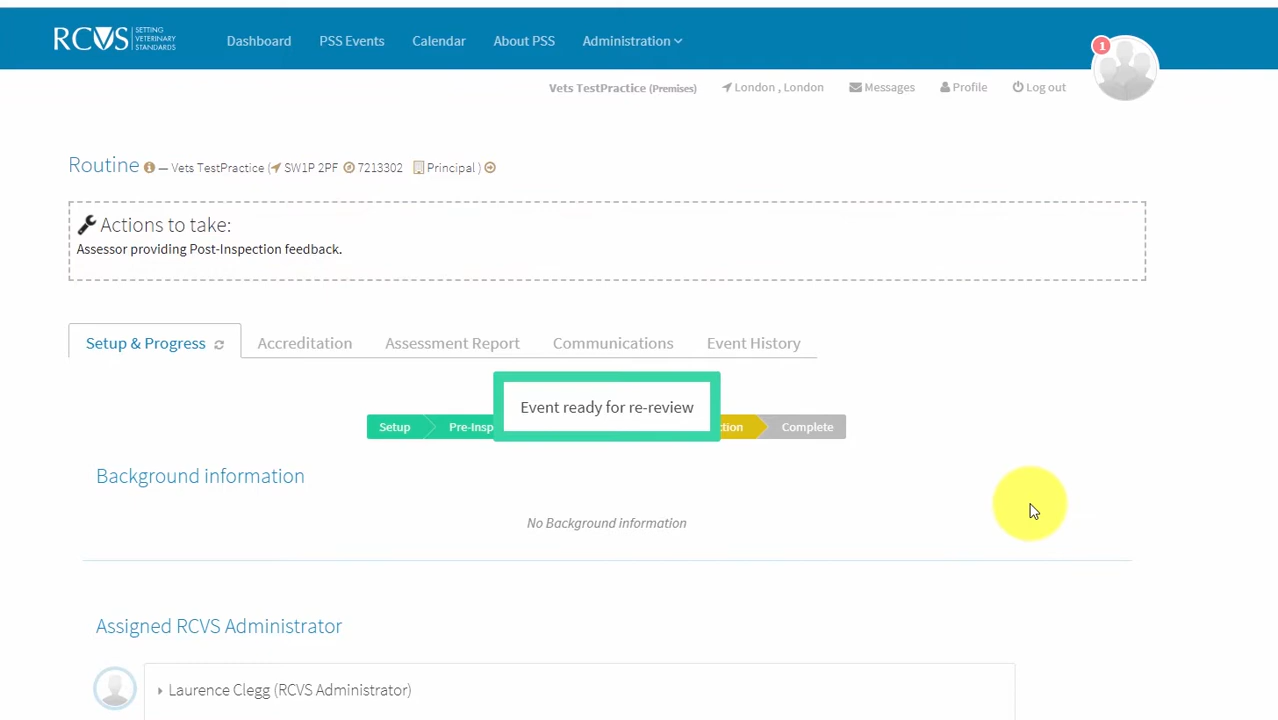 RCVS SETTING VETERINARY STANDARDS
Dashboard PSS Events Calendar About PSS Administration
1
Vets TestPractice (Premises) London , London Messages Profile Log out
Routine — Vets TestPractice ( SW1P 2PF 7213302 Principal )
Actions to take:
Assessor providing Post-Inspection feedback.
Setup & Progress Accreditation Assessment Report Communications Event History
Event ready for re-review
Setup Pre-Insp ction Complete
Background information
No Background information
Assigned RCVS Administrator
Laurence Clegg (RCVS Administrator)